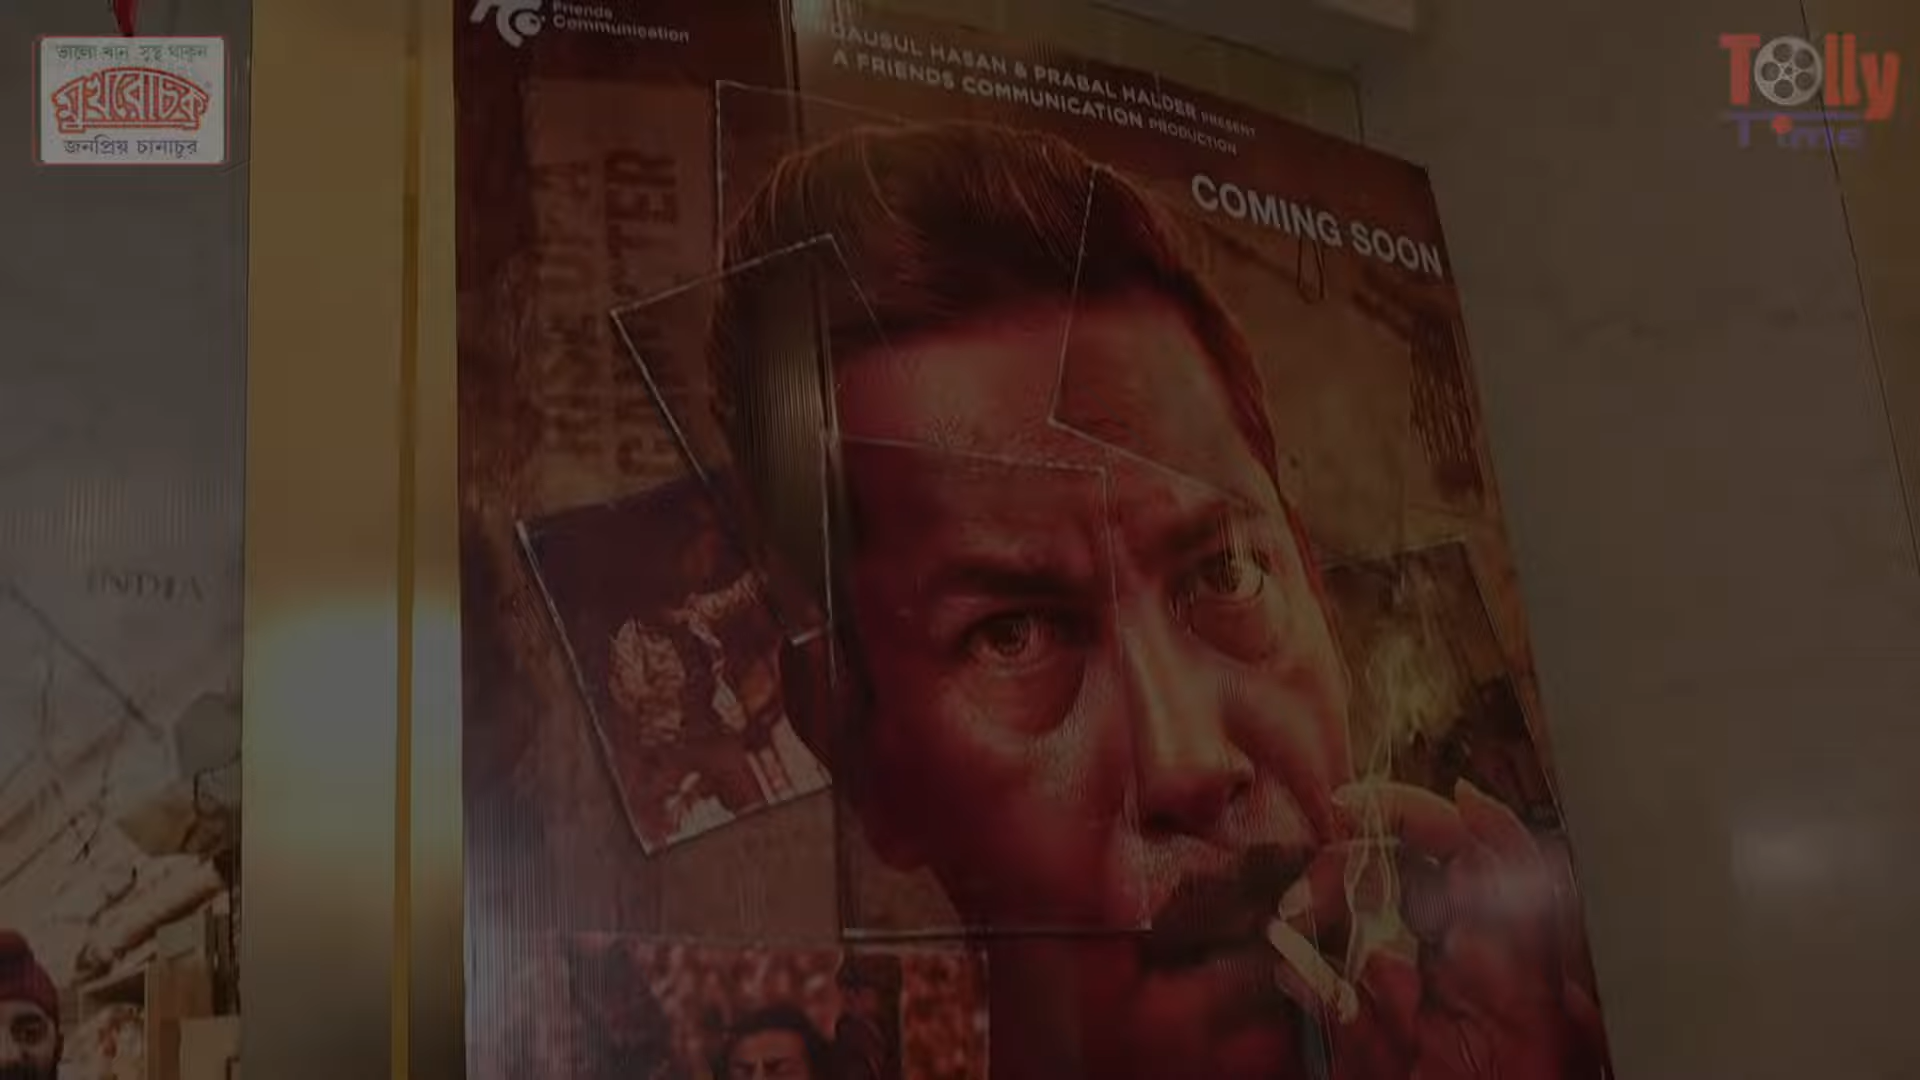 ভালো খান সুস্থ থাকুন
মুখরোচক
জনপ্রিয় চানাচুর
Friends
Communication
GAUSUL HASAN & PRABAL HALDER PRESENT
A FRIENDS COMMUNICATION PRODUCTION
COMING SOON
Tolly
Time
INDIA